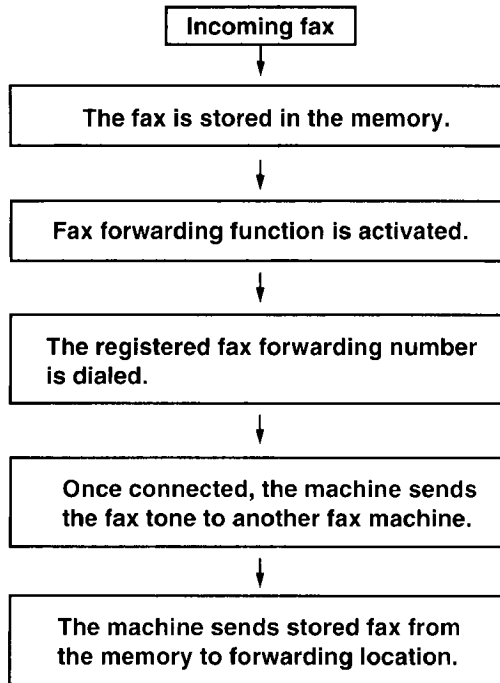 Incoming fax
The fax is stored in the memory.
Fax forwarding function is activated.
The registered fax forwarding number
is dialed.
Once connected, the machine sends
the fax tone to another fax machine.
The machine sends stored fax from
the memory to forwarding location.